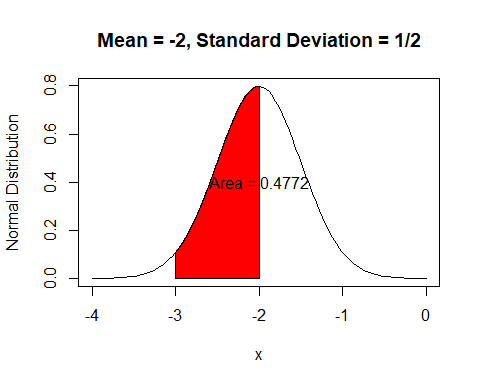 Mean = -2, Standard Deviation = 1/2
Normal Distribution
0.8
0.6
0.4
0.2
0.0
Area = 0.4772
-4 -3 -2 -1 0
x